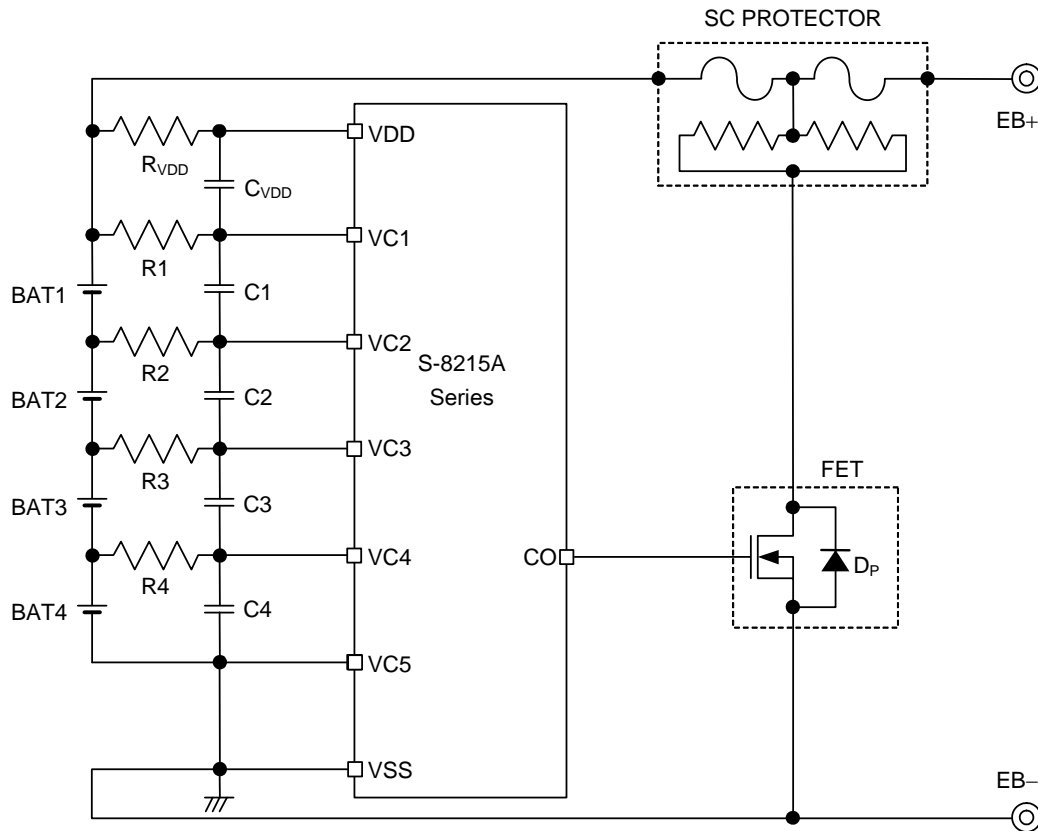 SC PROTECTOR
EB+
VDD
RVDD
CVDD
VC1
R1
BAT1
C1
VC2
R2
S-8215A
Series
BAT2
C2
VC3
R3
FET
BAT3
C3
VC4
CO
R4
DP
BAT4
C4
VC5
VSS
EB−